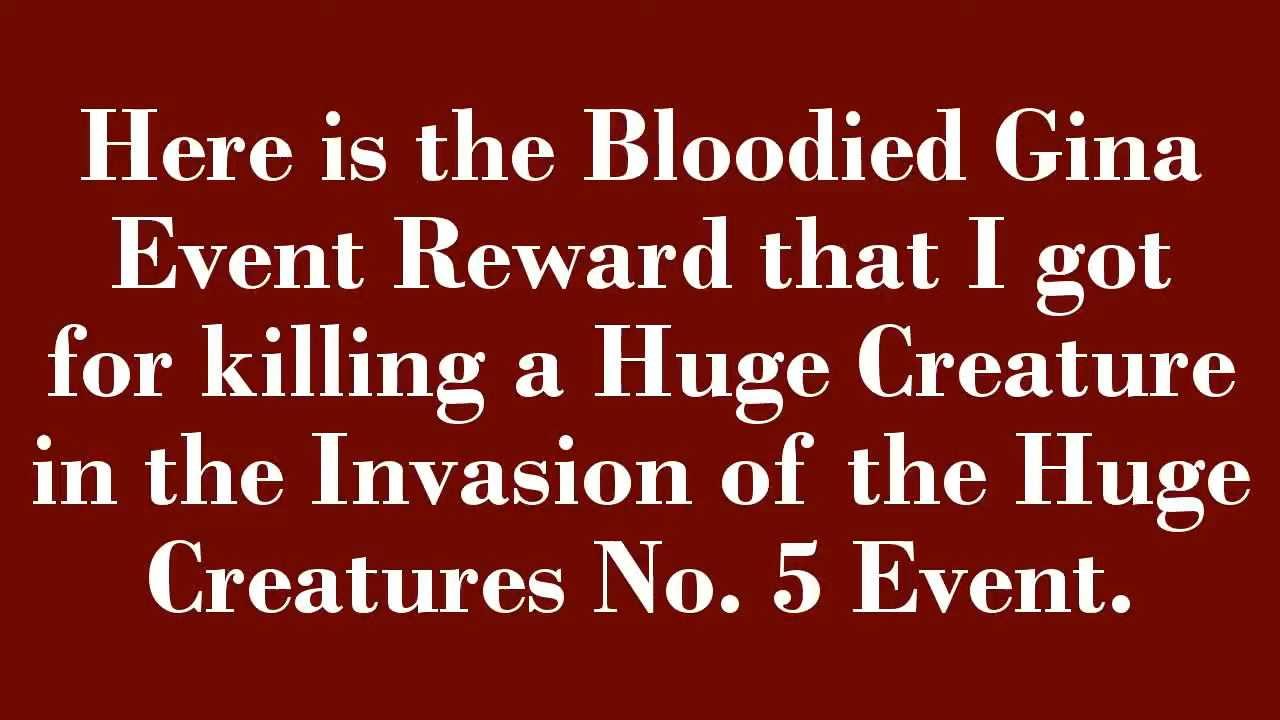 Here is the Bloodied Gina
Event Reward that I got
for killing a Huge Creature
in the Invasion of the Huge
Creatures No. 5 Event.